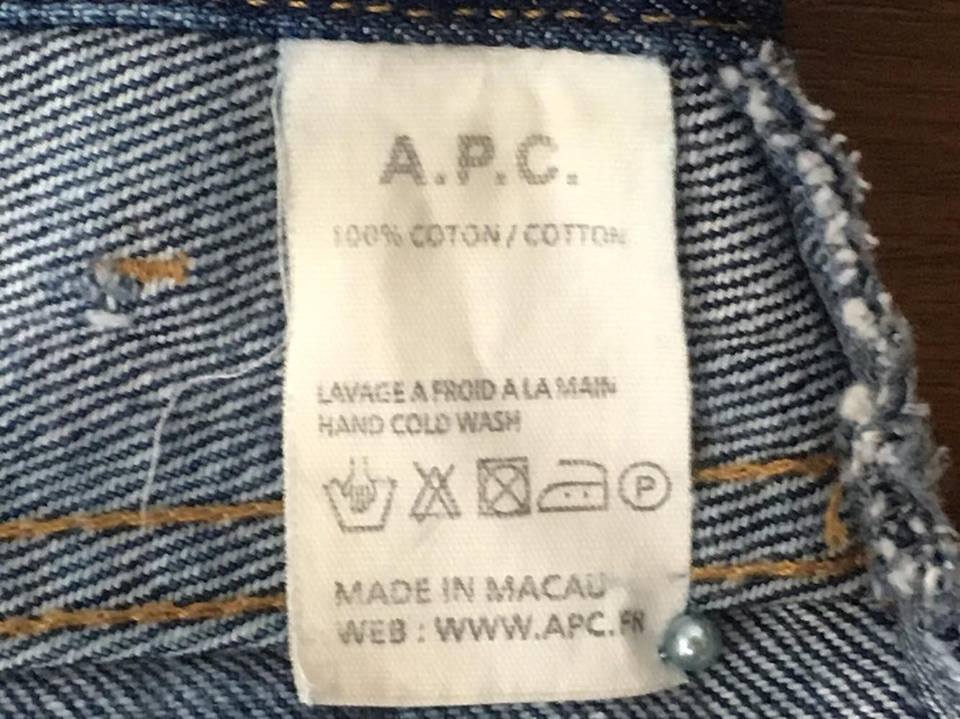 A.P.C.
100% COTON / COTTON
LAVAGE A FROID A LA MAIN
HAND COLD WASH
P
MADE IN MACAU
WEB : WWW.APC.FR